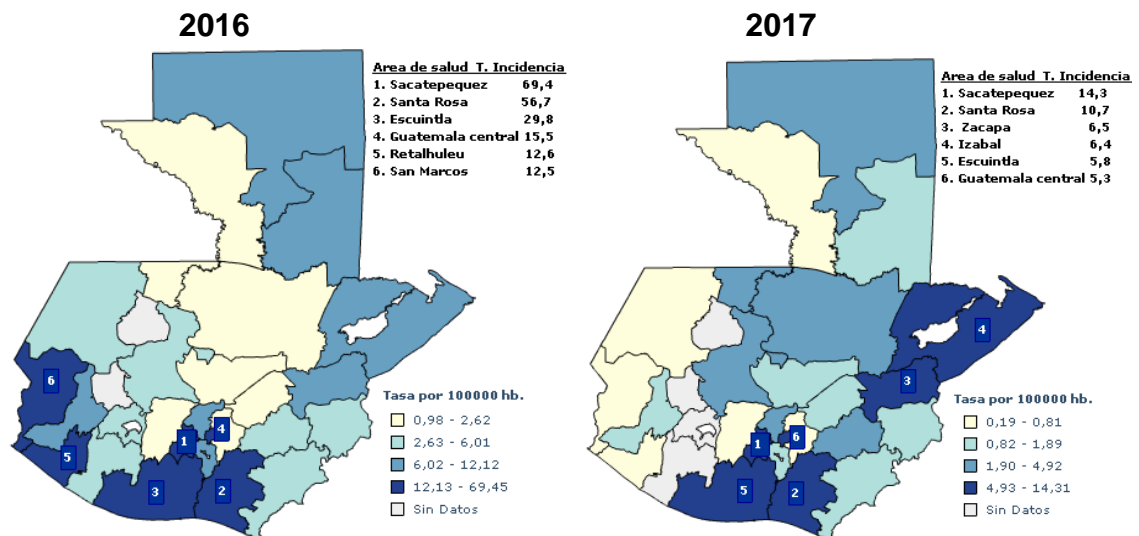 2016
Area de salud T. Incidencia
1. Sacatepequez 69,4
2. Santa Rosa 56,7
3. Escuintla 29,8
4. Guatemala central 15,5
5. Retalhuleu 12,6
6. San Marcos 12,5
6
5
3
1
4
2
Tasa por 100000 hb.
0,98 - 2,62
2,63 - 6,01
6,02 - 12,12
12,13 - 69,45
Sin Datos
2017
Area de salud T. Incidencia
1. Sacatepequez 14,3
2. Santa Rosa 10,7
3. Zacapa 6,5
4. Izabal 6,4
5. Escuintla 5,8
6. Guatemala central 5,3
4
3
1
6
5
2
Tasa por 100000 hb.
0,19 - 0,81
0,82 - 1,89
1,90 - 4,92
4,93 - 14,31
Sin Datos